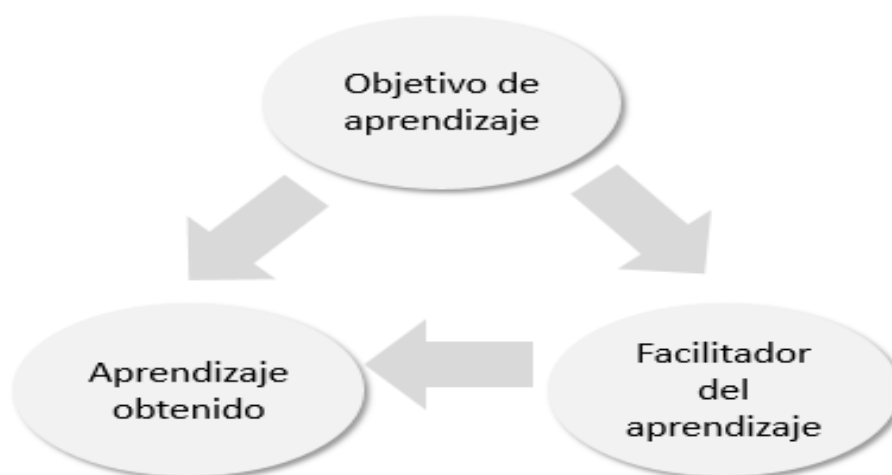 Objetivo de
aprendizaje
Aprendizaje
obtenido
Facilitador
del
aprendizaje